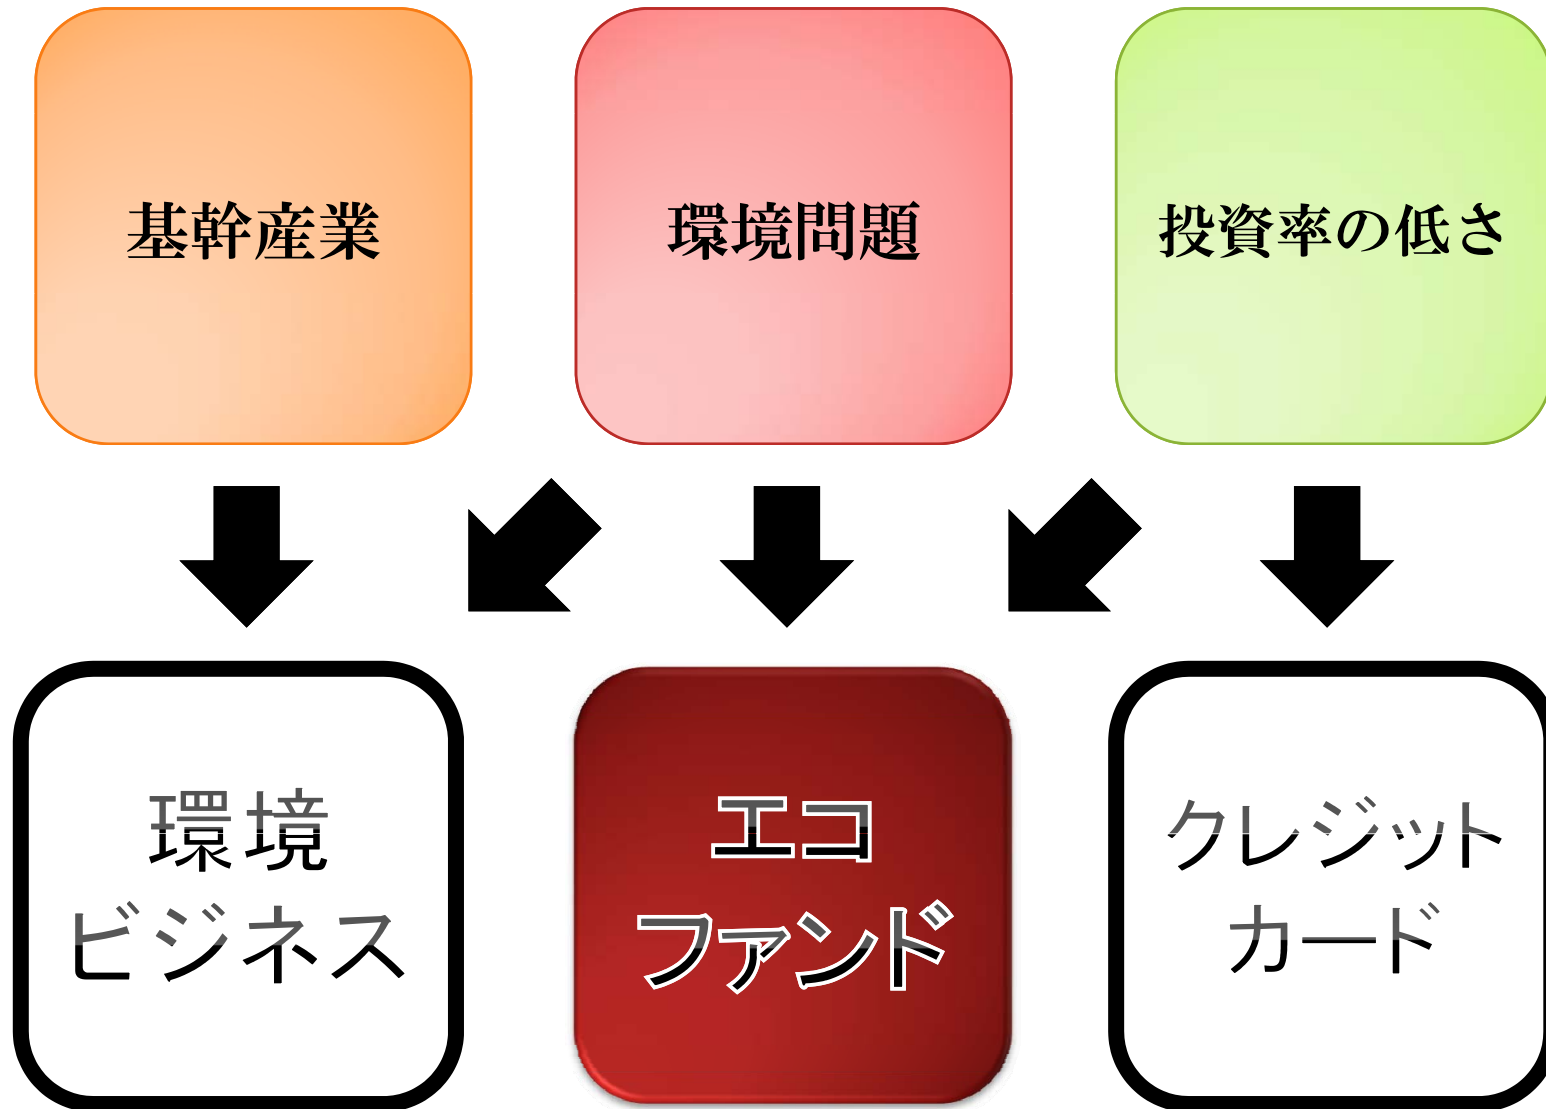 基幹産業
環境問題
投資率の低さ
環境
ビジネス
エコ
ファンド
クレジット
カード